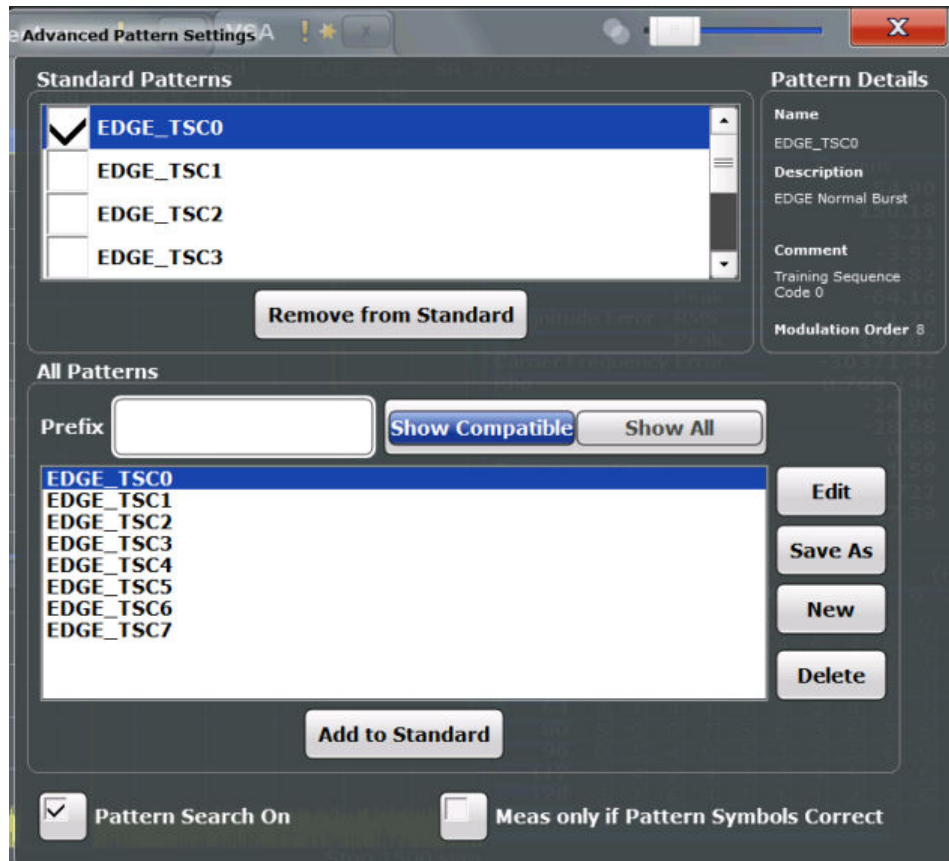 Advanced Pattern Settings
VSA
Standard Patterns
EDGE_TSC0
EDGE_TSC1
EDGE_TSC2
EDGE_TSC3
Remove from Standard
Pattern Details
Name
EDGE_TSC0
Description
EDGE Normal Burst
Comment
Training Sequence
Code 0
Modulation Order 8
All Patterns
Prefix
Show Compatible
Show All
EDGE_TSC0
EDGE_TSC1
EDGE_TSC2
EDGE_TSC3
EDGE_TSC4
EDGE_TSC5
EDGE_TSC6
EDGE_TSC7
Edit
Save As
New
Delete
Add to Standard
Pattern Search On
Meas only if Pattern Symbols Correct